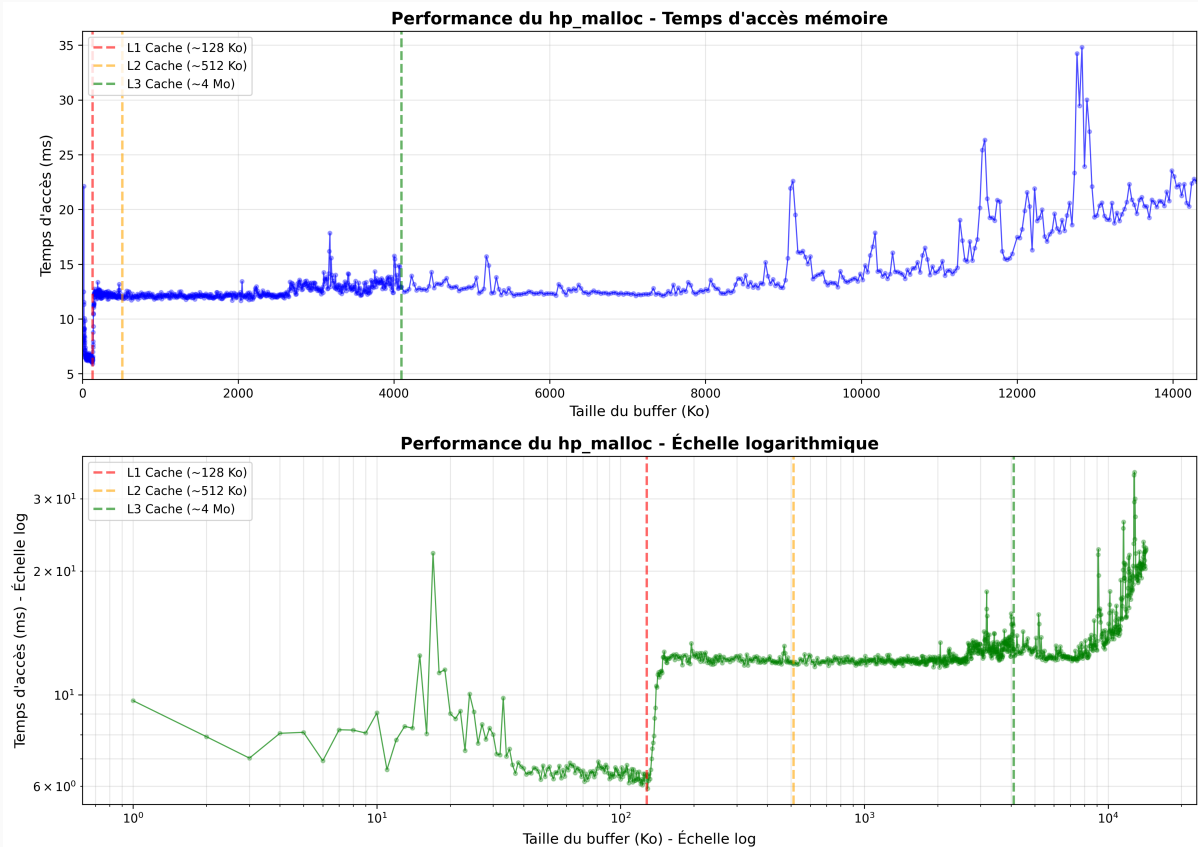 Performance du hp_malloc - Temps d'accès mémoire
L1 Cache (~128 Ko)
L2 Cache (~512 Ko)
L3 Cache (~4 Mo)
Temps d'accès (ms)
35
30
25
20
15
10
5
0 2000 4000 6000 8000 10000 12000 14000
Taille du buffer (Ko)
Performance du hp_malloc - Échelle logarithmique
L1 Cache (~128 Ko)
L2 Cache (~512 Ko)
L3 Cache (~4 Mo)
Temps d'accès (ms) - Échelle log
3 × 10¹
2 × 10¹
10¹
6 × 10⁰
10⁰ 10¹ 10² 10³ 10⁴
Taille du buffer (Ko) - Échelle log